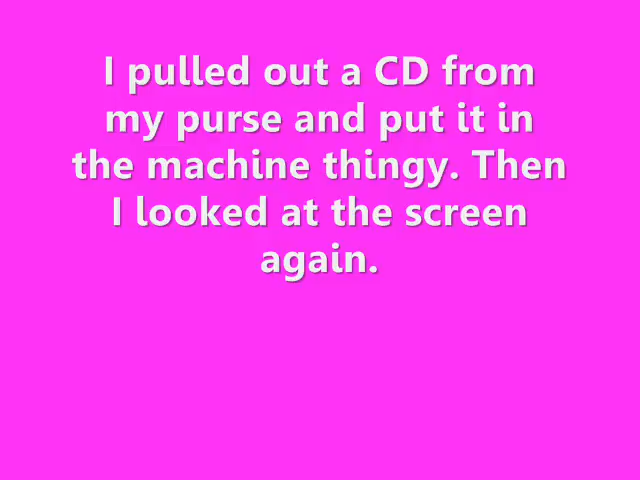 I pulled out a CD from
my purse and put it in
the machine thingy. Then
I looked at the screen
again.